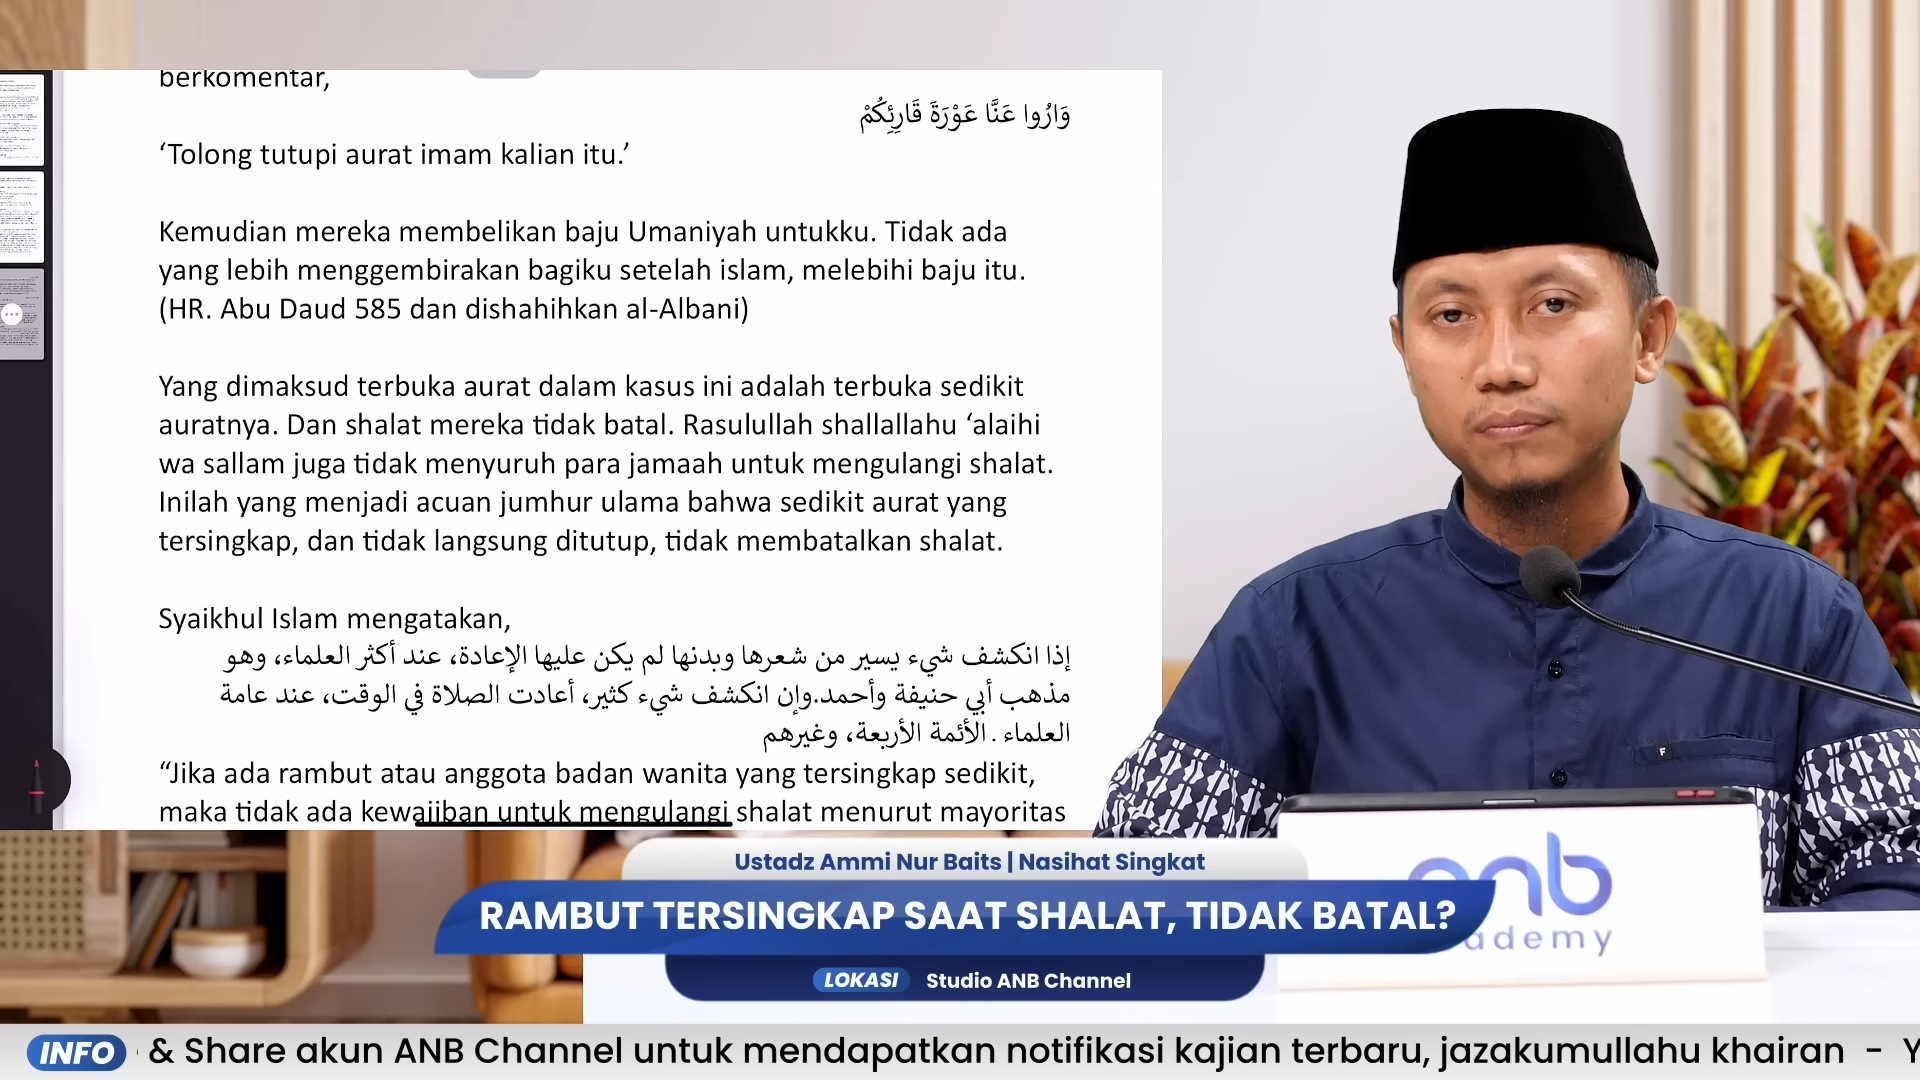 berkomentar,
وَارُوا عَنَّا عَوْرَةَ قَارِئِكُمْ
‘Tolong tutupi aurat imam kalian itu.’
Kemudian mereka membelikan baju Umaniyah untukku. Tidak ada
yang lebih menggembirakan bagiku setelah islam, melebihi baju itu.
(HR. Abu Daud 585 dan dishahihkan al-Albani)
Yang dimaksud terbuka aurat dalam kasus ini adalah terbuka sedikit
auratnya. Dan shalat mereka tidak batal. Rasulullah shallallahu ‘alaihi
wa sallam juga tidak menyuruh para jamaah untuk mengulangi shalat.
Inilah yang menjadi acuan jumhur ulama bahwa sedikit aurat yang
tersingkap, dan tidak langsung ditutup, tidak membatalkan shalat.
Syaikhul Islam mengatakan,
إذا انكشف شيء يسير من شعرها وبدنها لم يكن عليها الإعادة، عند أكثر العلماء، وهو
مذهب أبي حنيفة وأحمد.وإن انكشف شيء كثير، أعادت الصلاة في الوقت، عند عامة
العلماء . الأئمة الأربعة، وغيرهم
“Jika ada rambut atau anggota badan wanita yang tersingkap sedikit,
maka tidak ada kewajiban untuk mengulangi shalat menurut mayoritas
F
anb
ademy
Ustadz Ammi Nur Baits | Nasihat Singkat
RAMBUT TERSINGKAP SAAT SHALAT, TIDAK BATAL?
LOKASI Studio ANB Channel
INFO & Share akun ANB Channel untuk mendapatkan notifikasi kajian terbaru, jazakumullahu khairan - Y